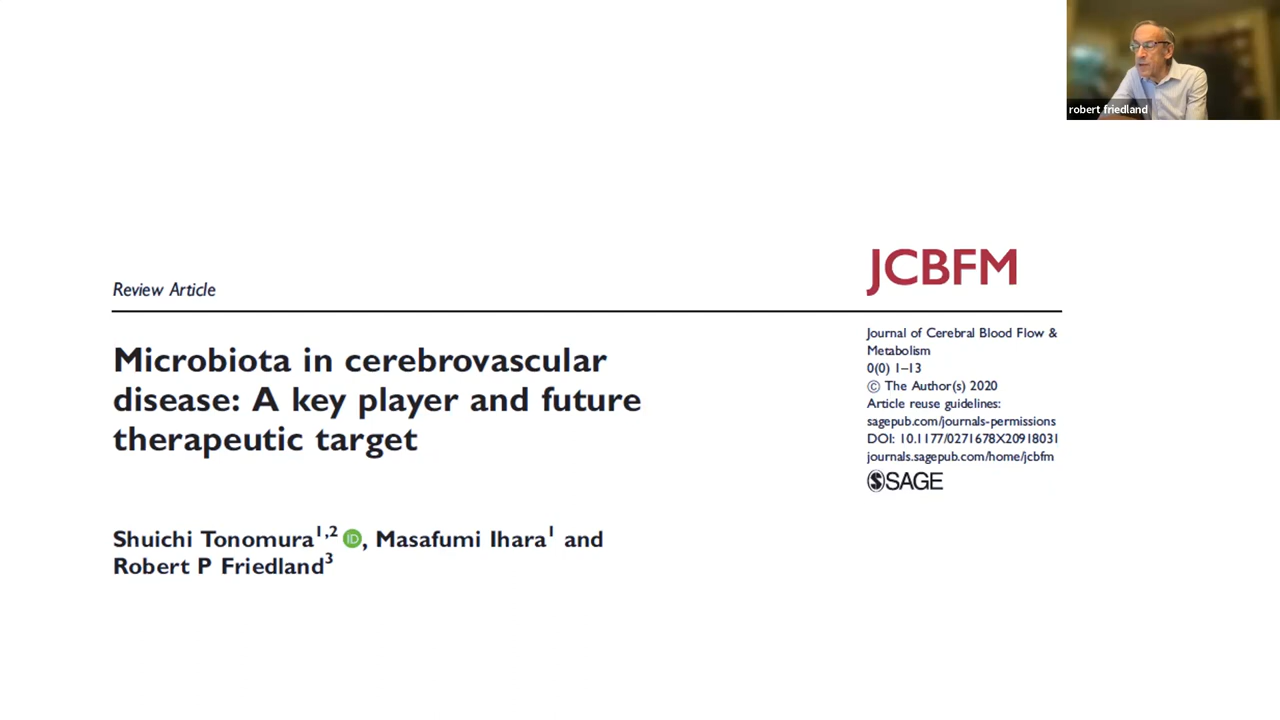 robert friedland
JCBFM
Review Article
Microbiota in cerebrovascular
disease: A key player and future
therapeutic target
Journal of Cerebral Blood Flow &
Metabolism
0(0) 1–13
© The Author(s) 2020
Article reuse guidelines:
sagepub.com/journals-permissions
DOI: 10.1177/0271678X20918031
journals.sagepub.com/home/jcbfm
SAGE
Shuichi Tonomura1,2 iD, Masafumi Ihara1 and
Robert P Friedland3